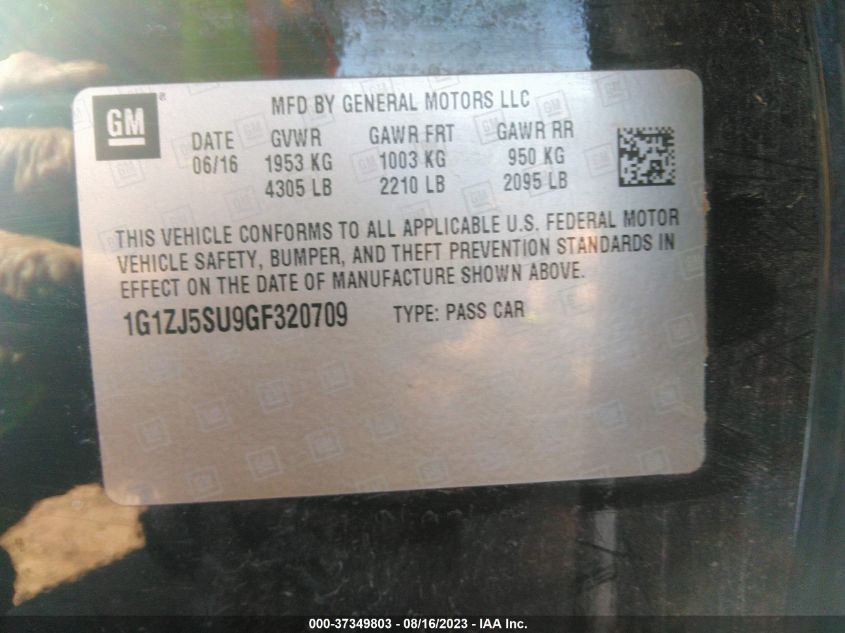 GM ® MFD BY GENERAL MOTORS LLC
DATE GVWR GAWR FRT GAWR RR
06/16 1953 KG 1003 KG 950 KG
4305 LB 2210 LB 2095 LB
THIS VEHICLE CONFORMS TO ALL APPLICABLE U.S. FEDERAL MOTOR
VEHICLE SAFETY, BUMPER, AND THEFT PREVENTION STANDARDS IN
EFFECT ON THE DATE OF MANUFACTURE SHOWN ABOVE.
1G1ZJ5SU9GF320709 TYPE: PASS CAR
000-37349803 - 08/16/2023 - IAA Inc.